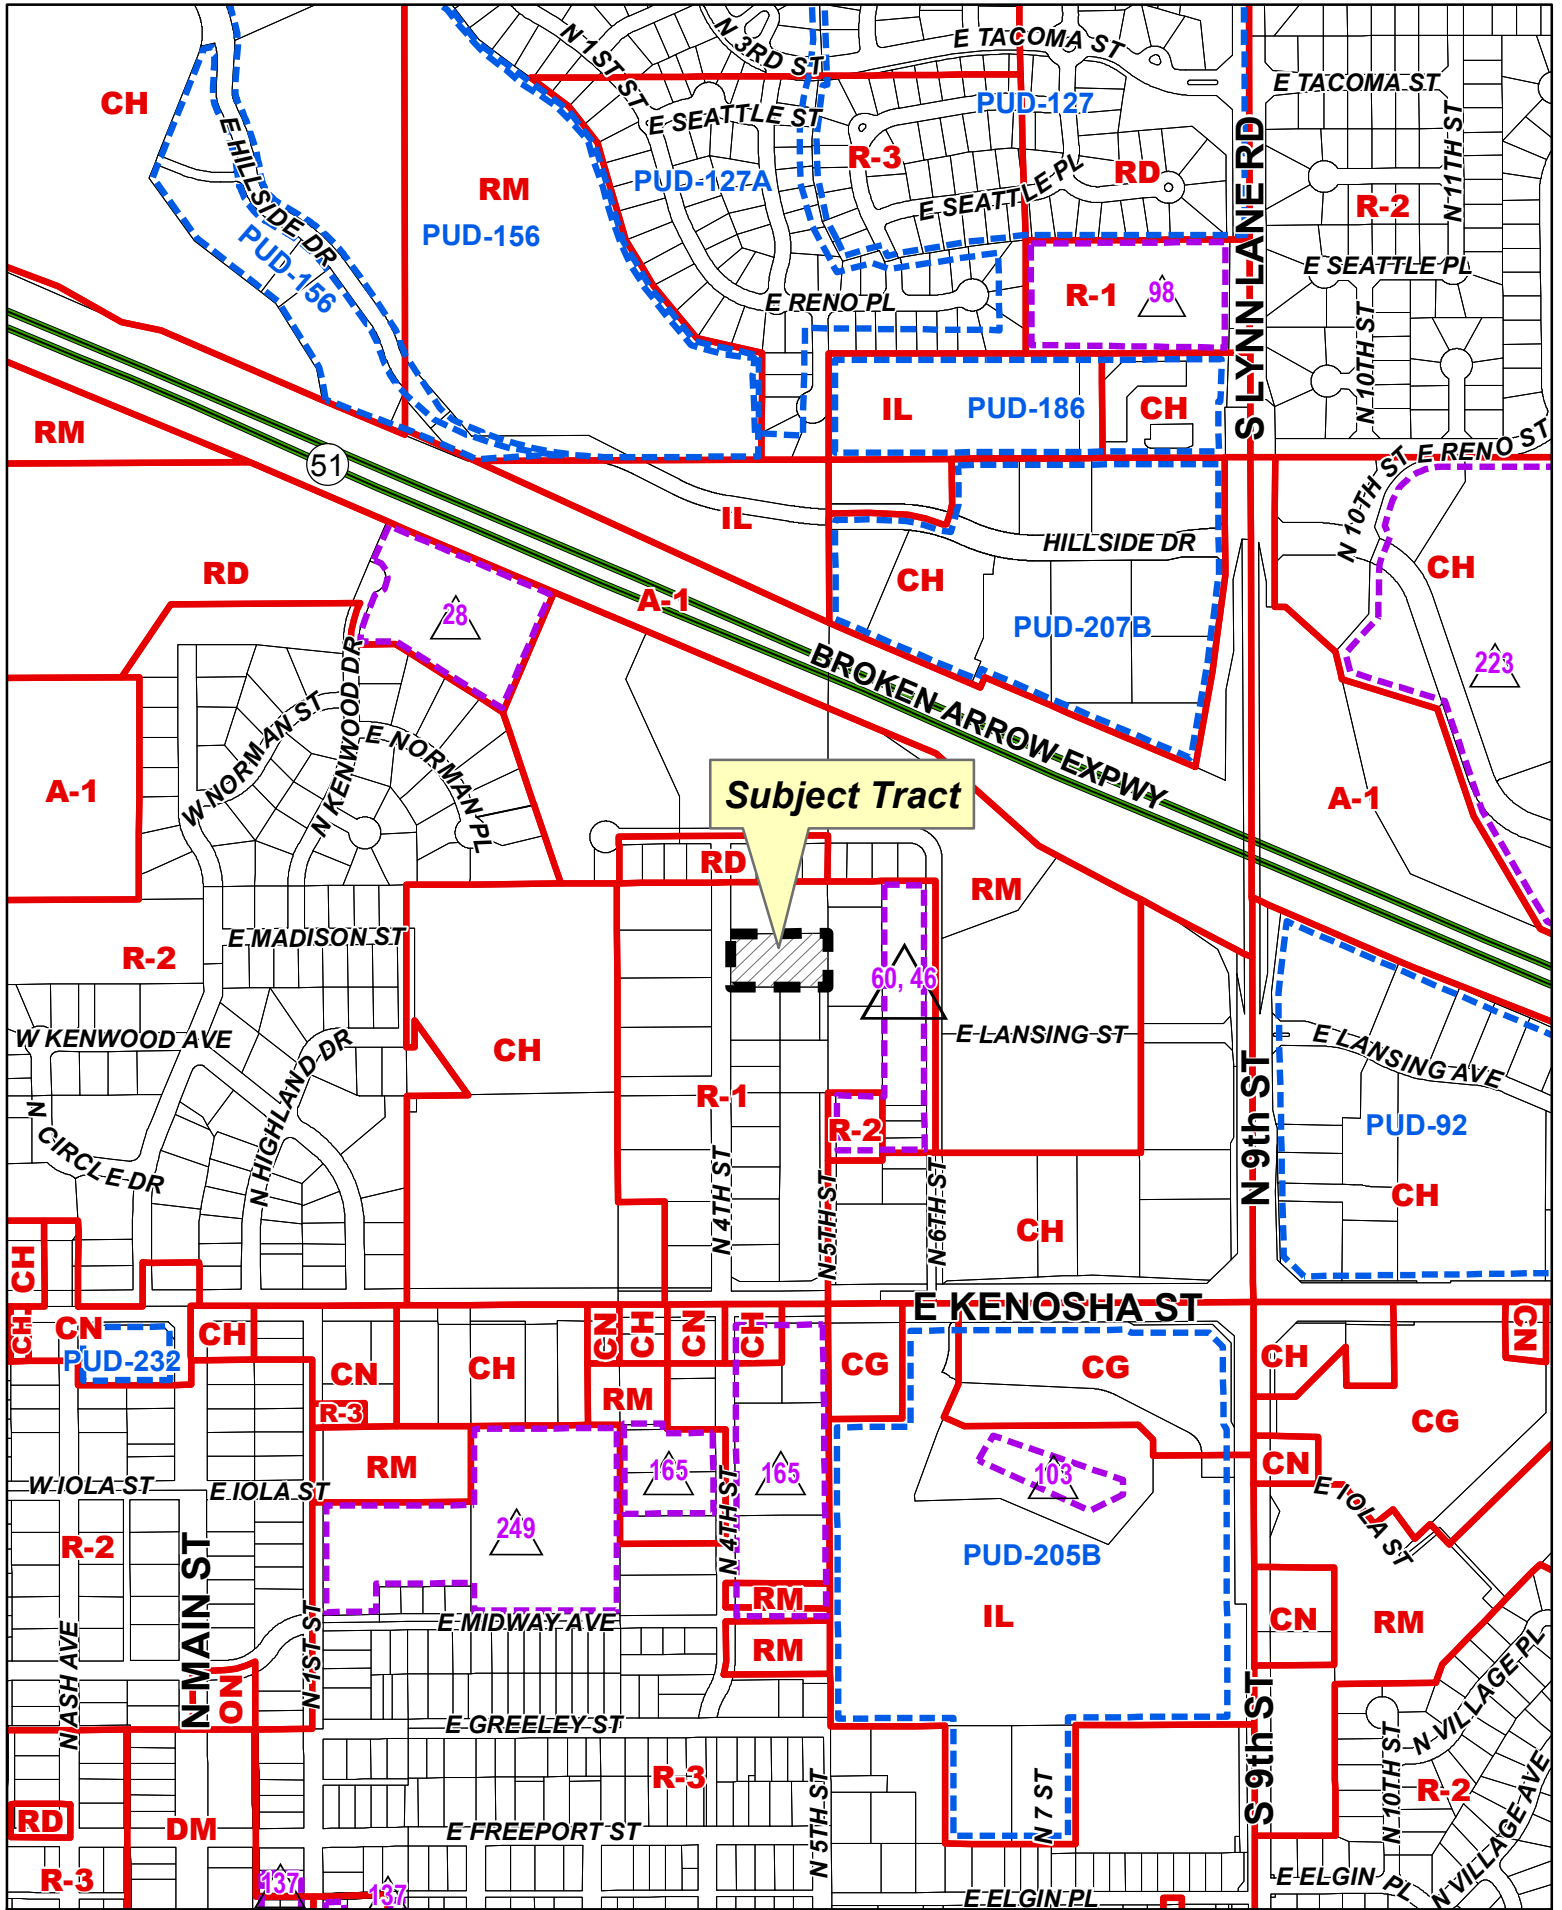 N 1ST ST
N 3RD ST
E TACOMA ST
E TACOMA ST
CH
E SEATTLE ST
PUD-127
N 11TH ST
E HILLSIDE DR
RM
PUD-127A
R-3
RD
E SEATTLE PL
R-2
PUD-156
PUD-156
S LYNN LANE RD
E SEATTLE PL
E RENO PL
R-1
98
N 10TH ST
RM
IL
PUD-186
CH
51
E RENO ST
N 10TH ST
IL
HILLSIDE DR
CH
CH
RD
A-1
28
PUD-207B
223
N KENWOOD DR
BROKEN ARROW EXPWY
W NORMAN ST
E NORMAN PL
N KENWOOD DR
A-1
Subject Tract
A-1
RD
RM
E MADISON ST
R-2
60, 46
W KENWOOD AVE
E LANSING ST
E LANSING AVE
CH
N HIGHLAND DR
R-1
N
CIRCLE DR
R-2
N 9th ST
PUD-92
N 4TH ST
N 5TH ST
N 6TH ST
CH
CH
CH
E KENOSHA ST
CH
CN
CH
CN
CH
CN
CH
CN
PUD-232
CN
CH
CG
CG
CH
RM
R-3
CG
RM
165
165
103
CN
W IOLA ST
E IOLA ST
N 4TH ST
E IOLA ST
249
R-2
N MAIN ST
PUD-205B
RM
E MIDWAY AVE
IL
CN
RM
N ASH AVE
N 1ST ST
RM
ON
N VILLAGE PL
E GREELEY ST
S 9th ST
R-3
N 5TH ST
N 7 ST
N 10TH ST
R-2
N VILLAGE AVE
RD
DM
E FREEPORT ST
R-3
137
137
E ELGIN PL
E ELGIN PL